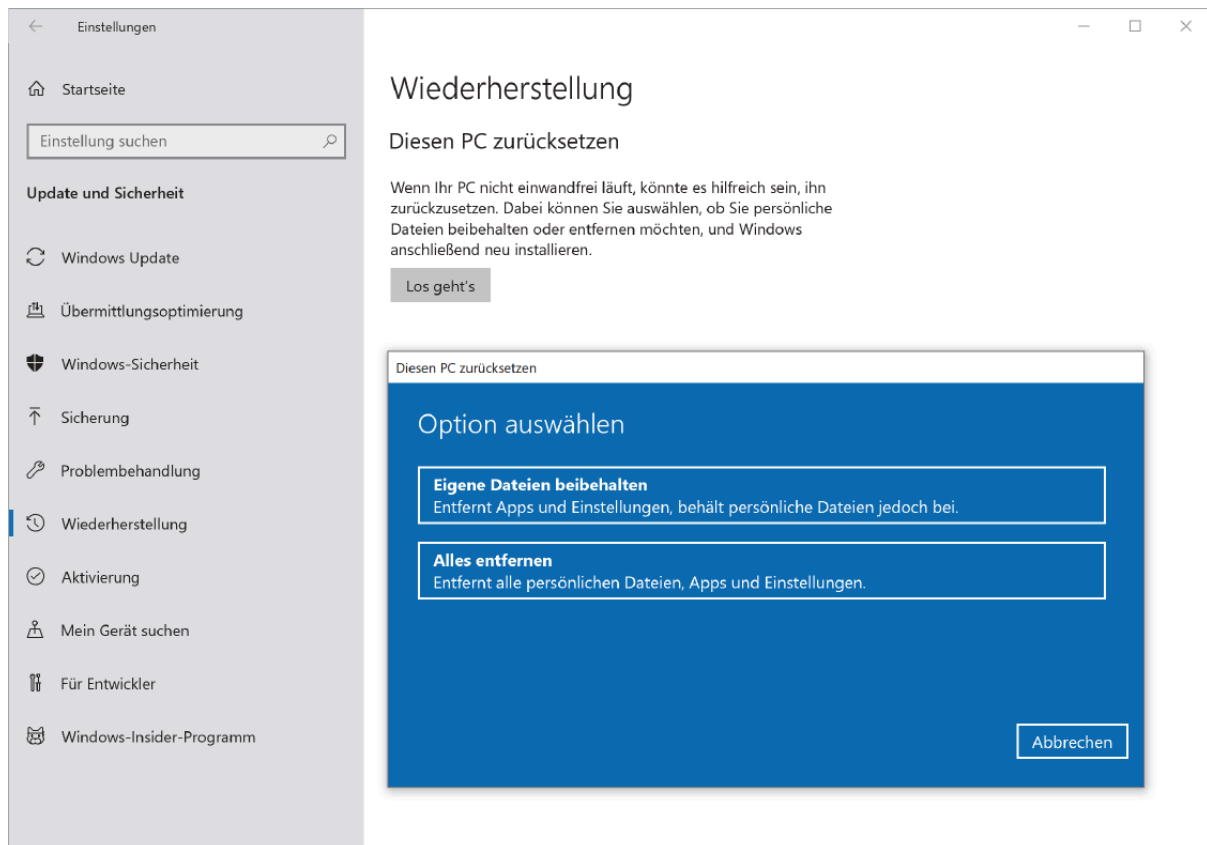 Einstellungen
Startseite
Einstellung suchen
Update und Sicherheit
Windows Update
Übermittlungsoptimierung
Windows-Sicherheit
Sicherung
Problembehandlung
Wiederherstellung
Aktivierung
Mein Gerät suchen
Für Entwickler
Windows-Insider-Programm
Wiederherstellung
Diesen PC zurücksetzen
Wenn Ihr PC nicht einwandfrei läuft, könnte es hilfreich sein, ihn
zurückzusetzen. Dabei können Sie auswählen, ob Sie persönliche
Dateien beibehalten oder entfernen möchten, und Windows
anschließend neu installieren.
Los geht's
Diesen PC zurücksetzen
Option auswählen
Eigene Dateien beibehalten
Entfernt Apps und Einstellungen, behält persönliche Dateien jedoch bei.
Alles entfernen
Entfernt alle persönlichen Dateien, Apps und Einstellungen.
Abbrechen